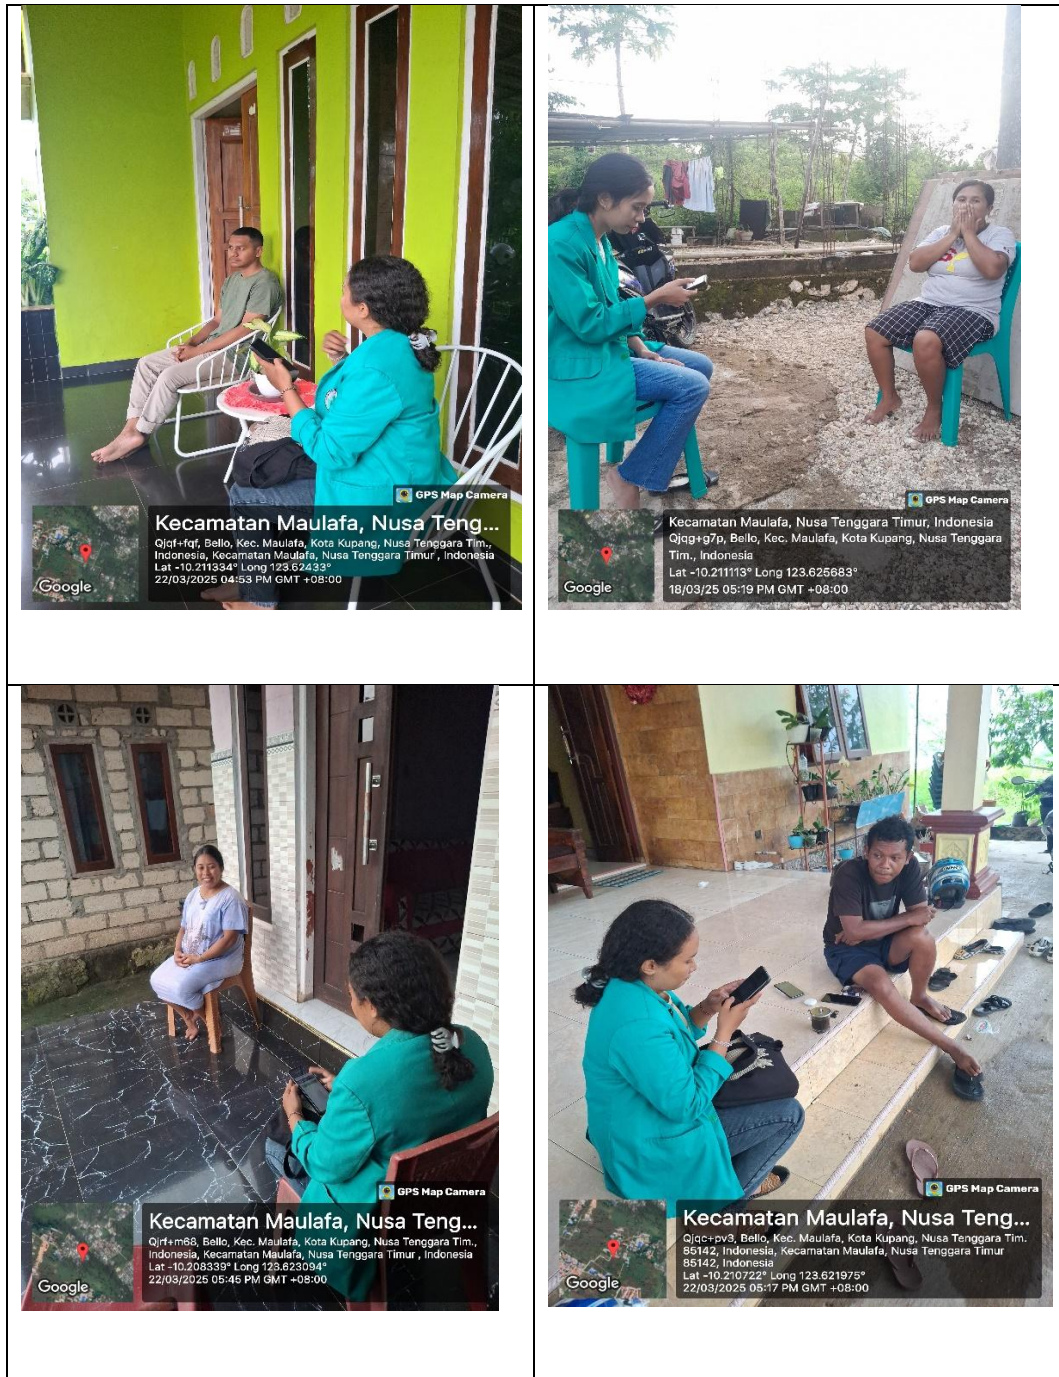 GPS Map Camera
Kecamatan Maulafa, Nusa Teng...
Qjqf+fqf, Bello, Kec. Maulafa, Kota Kupang, Nusa Tenggara Tim.,
Indonesia, Kecamatan Maulafa, Nusa Tenggara Timur , Indonesia
Lat -10.211334° Long 123.62433°
22/03/2025 04:53 PM GMT +08:00
Google
GPS Map Camera
Kecamatan Maulafa, Nusa Tenggara Timur, Indonesia
Qjqg+g7p, Bello, Kec. Maulafa, Kota Kupang, Nusa Tenggara
Tim., Indonesia
Lat -10.211113° Long 123.625683°
18/03/25 05:19 PM GMT +08:00
Google
GPS Map Camera
Kecamatan Maulafa, Nusa Teng...
Qjrf+m68, Bello, Kec. Maulafa, Kota Kupang, Nusa Tenggara Tim.,
Indonesia, Kecamatan Maulafa, Nusa Tenggara Timur , Indonesia
Lat -10.208339° Long 123.623094°
22/03/2025 05:45 PM GMT +08:00
Google
GPS Map Camera
Kecamatan Maulafa, Nusa Teng...
Qjqc+pv3, Bello, Kec. Maulafa, Kota Kupang, Nusa Tenggara Tim.
85142, Indonesia, Kecamatan Maulafa, Nusa Tenggara Timur
85142, Indonesia
Lat -10.210722° Long 123.621975°
22/03/2025 05:17 PM GMT +08:00
Google